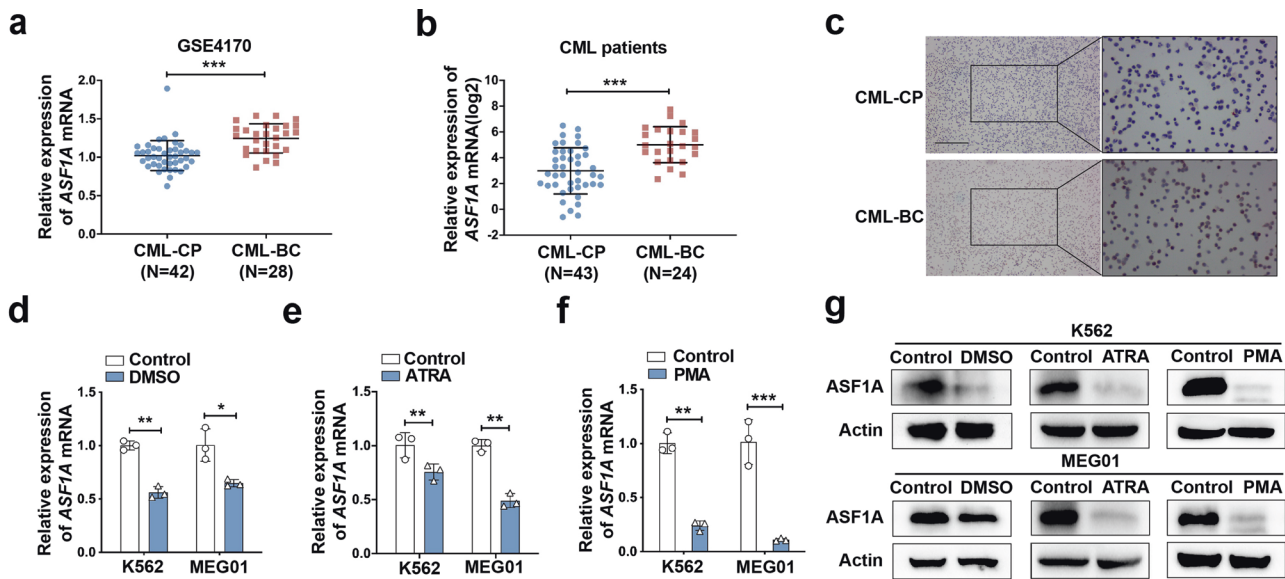 a
GSE4170
***
Relative expression
of ASF1A mRNA
2.0
1.5
1.0
0.5
0.0
CML-CP
(N=42)
CML-BC
(N=28)
b
CML patients
***
Relative expression of
ASF1A mRNA(log2)
10
8
6
4
2
0
-2
CML-CP
(N=43)
CML-BC
(N=24)
c
CML-CP
CML-BC
d
Control
DMSO
Relative expression
of ASF1A mRNA
1.5
1.0
0.5
0.0
**
*
K562
MEG01
e
Control
ATRA
Relative expression
of ASF1A mRNA
1.5
1.0
0.5
0.0
**
**
K562
MEG01
f
Control
PMA
Relative expression
of ASF1A mRNA
1.5
1.0
0.5
0.0
**
***
K562
MEG01
g
K562
Control DMSO Control ATRA Control PMA
ASF1A
Actin
MEG01
Control DMSO Control ATRA Control PMA
ASF1A
Actin